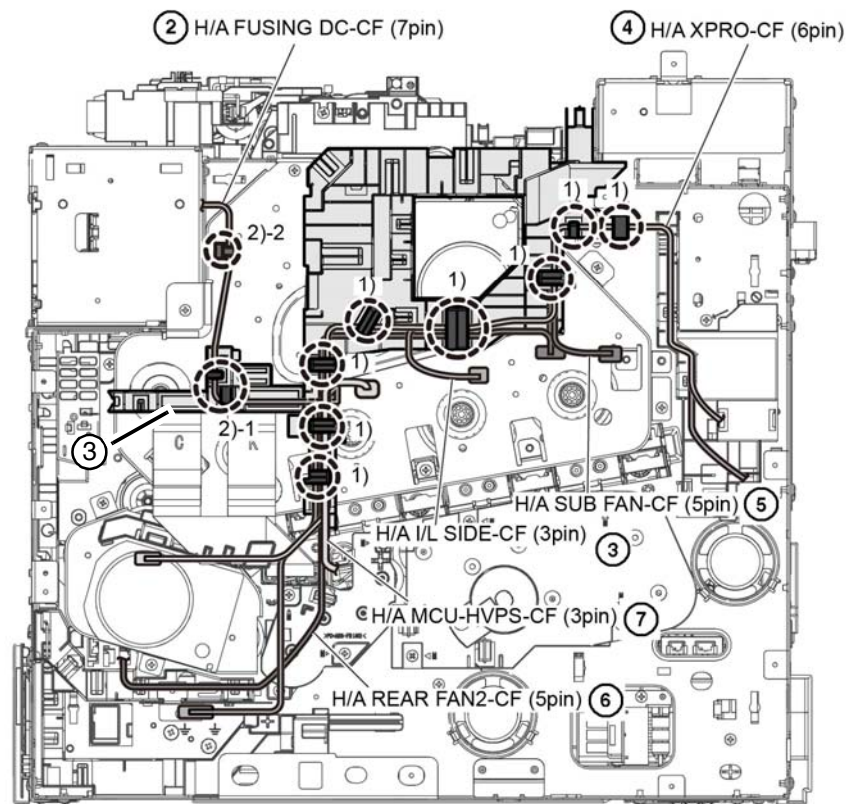 ② H/A FUSING DC-CF (7pin)
④ H/A XPRO-CF (6pin)
1)
1)
2)-2
1)
1)
1)
1)
③
2)-1
1)
C
K
1)
H/A SUB FAN-CF (5pin) ⑤
H/A I/L SIDE-CF (3pin)
③
H/A MCU-HVPS-CF (3pin) ⑦
H/A REAR FAN2-CF (5pin) ⑥